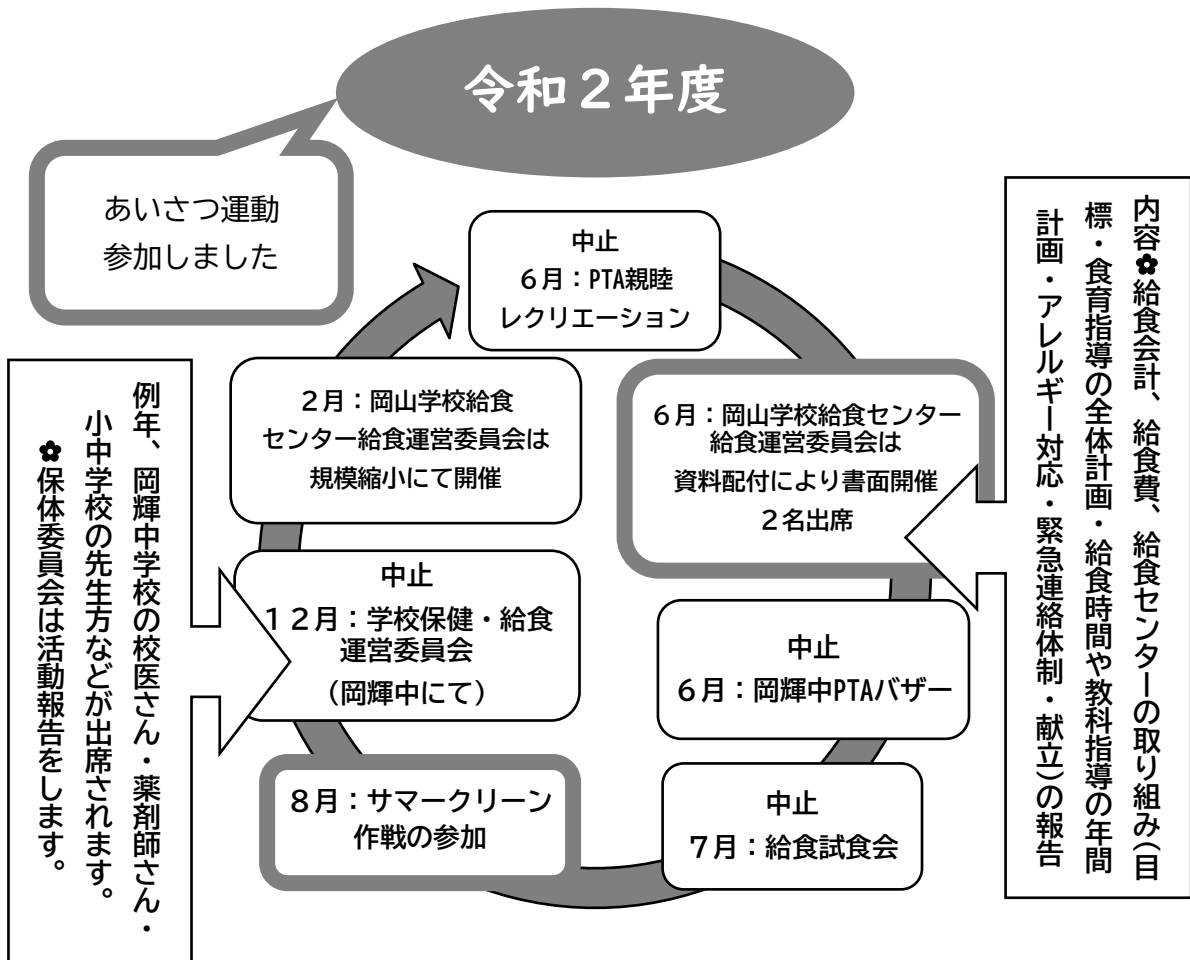 令和２年度
あいさつ運動
参加しました
中止
６月：PTA親睦
レクリエーション
６月：岡山学校給食センター
給食運営委員会は
資料配付により書面開催
２名出席
内容✿給食会計、給食費、給食センターの取り組み(目
標・食育指導の全体計画・給食時間や教科指導の年間
計画・アレルギー対応・緊急連絡体制・献立)の報告
中止
６月：岡輝中PTAバザー
中止
７月：給食試食会
８月：サマークリーン
作戦の参加
中止
１２月：学校保健・給食
運営委員会
（岡輝中にて）
例年、岡輝中学校の校医さん・薬剤師さん・
小中学校の先生方などが出席されます。
✿保体委員会は活動報告をします。
２月：岡山学校給食
センター給食運営委員会は
規模縮小にて開催